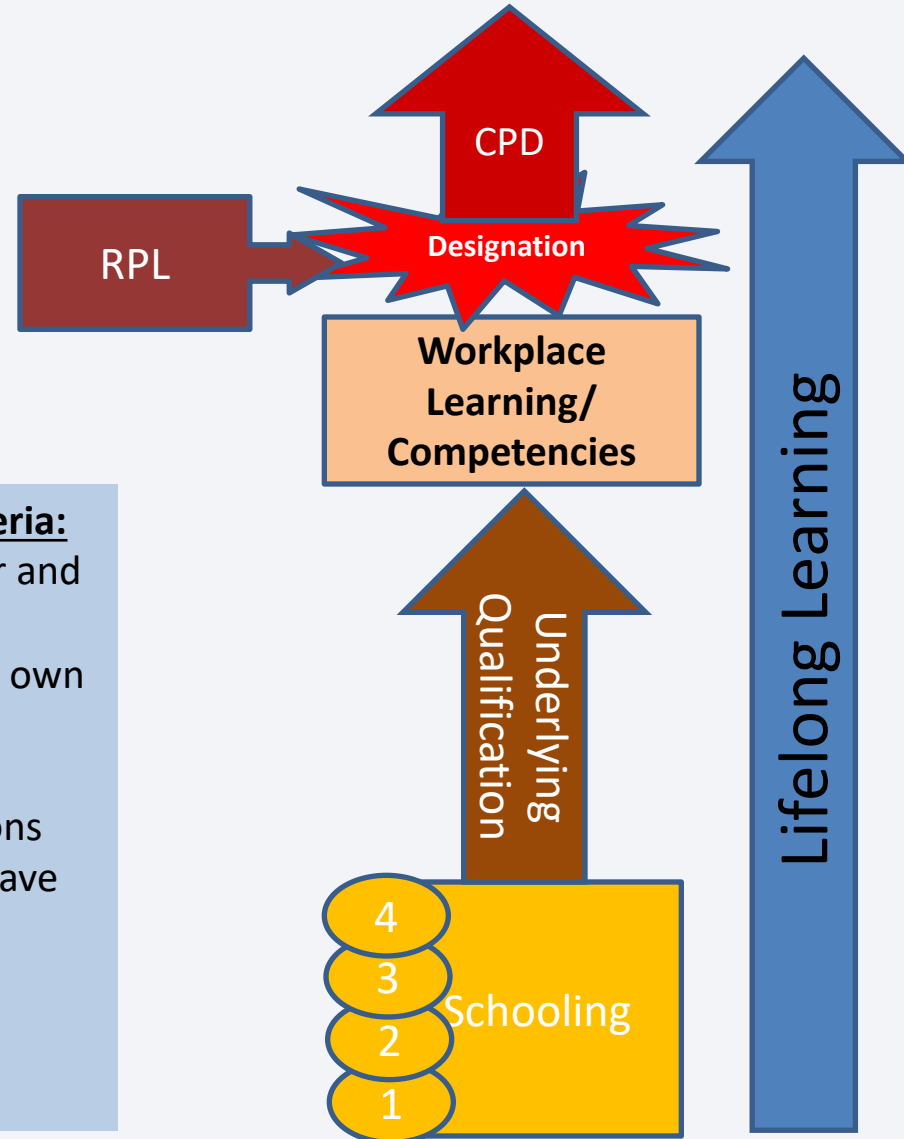 CPD
RPL
Designation
Workplace
Learning/
Competencies
eria:
r and
own
ons
ave
Underlying
Qualification
Lifelong Learning
4
3
Schooling
2
1